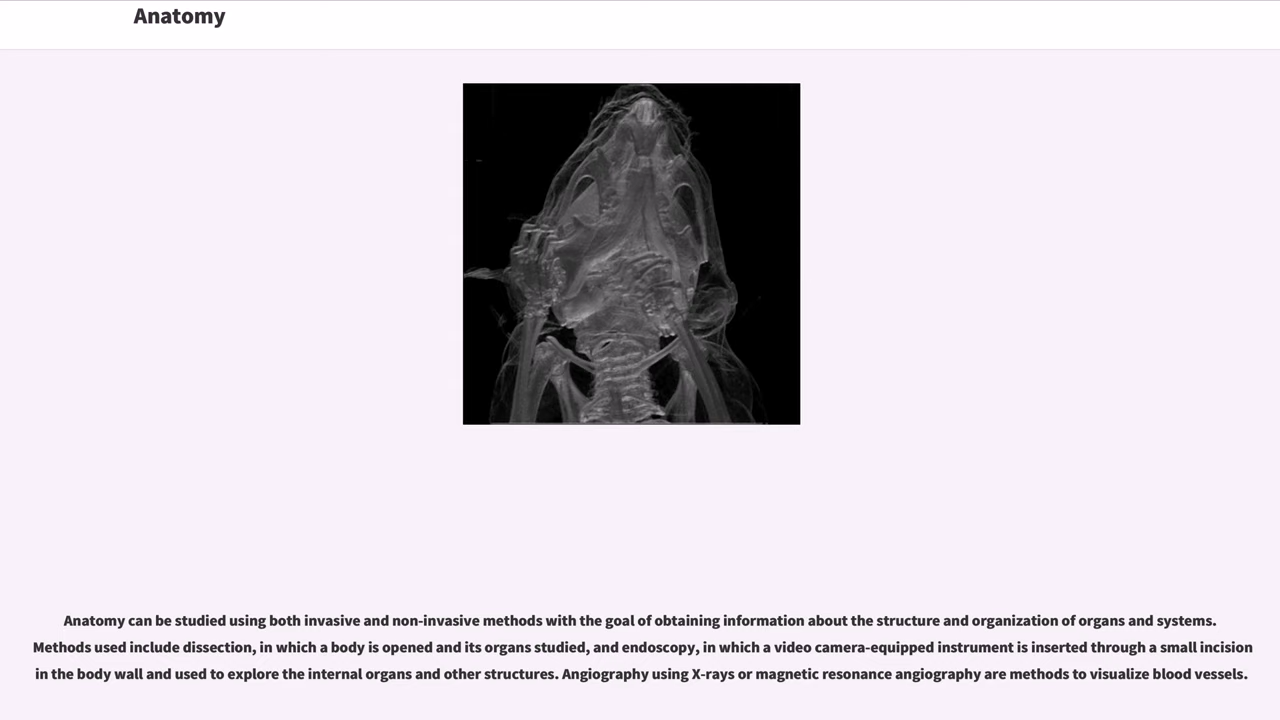 Anatomy
Anatomy can be studied using both invasive and non-invasive methods with the goal of obtaining information about the structure and organization of organs and systems.
Methods used include dissection, in which a body is opened and its organs studied, and endoscopy, in which a video camera-equipped instrument is inserted through a small incision
in the body wall and used to explore the internal organs and other structures. Angiography using X-rays or magnetic resonance angiography are methods to visualize blood vessels.